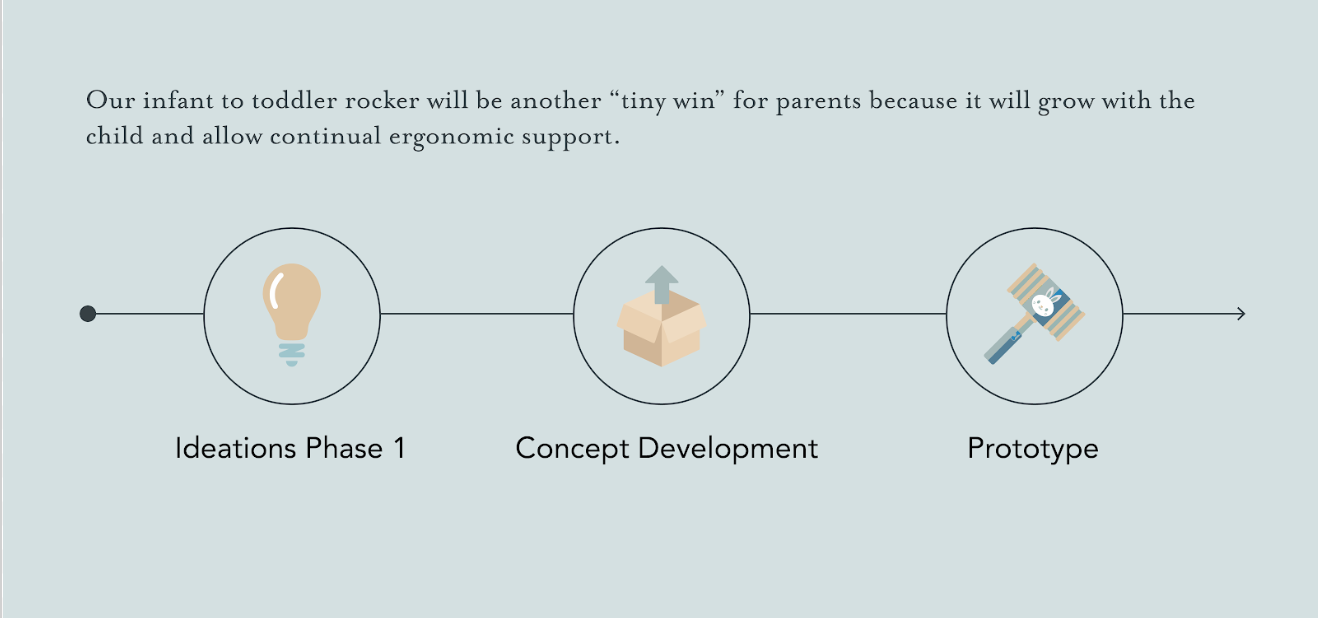 Our infant to toddler rocker will be another “tiny win” for parents because it will grow with the
child and allow continual ergonomic support.
Ideations Phase 1
Concept Development
Prototype